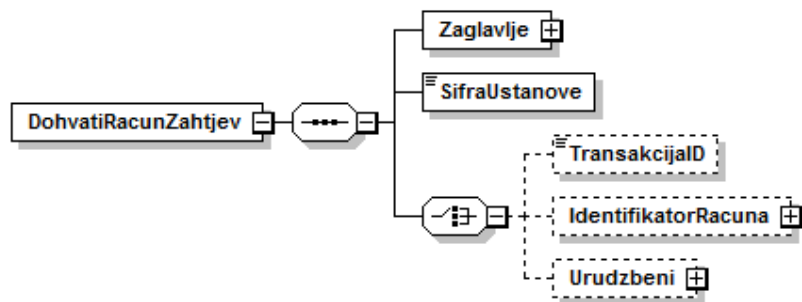 Zaglavlje
SifraUstanove
DohvatiRacunZahtjev
TransakcijaID
IdentifikatorRacuna
Urudzbeni